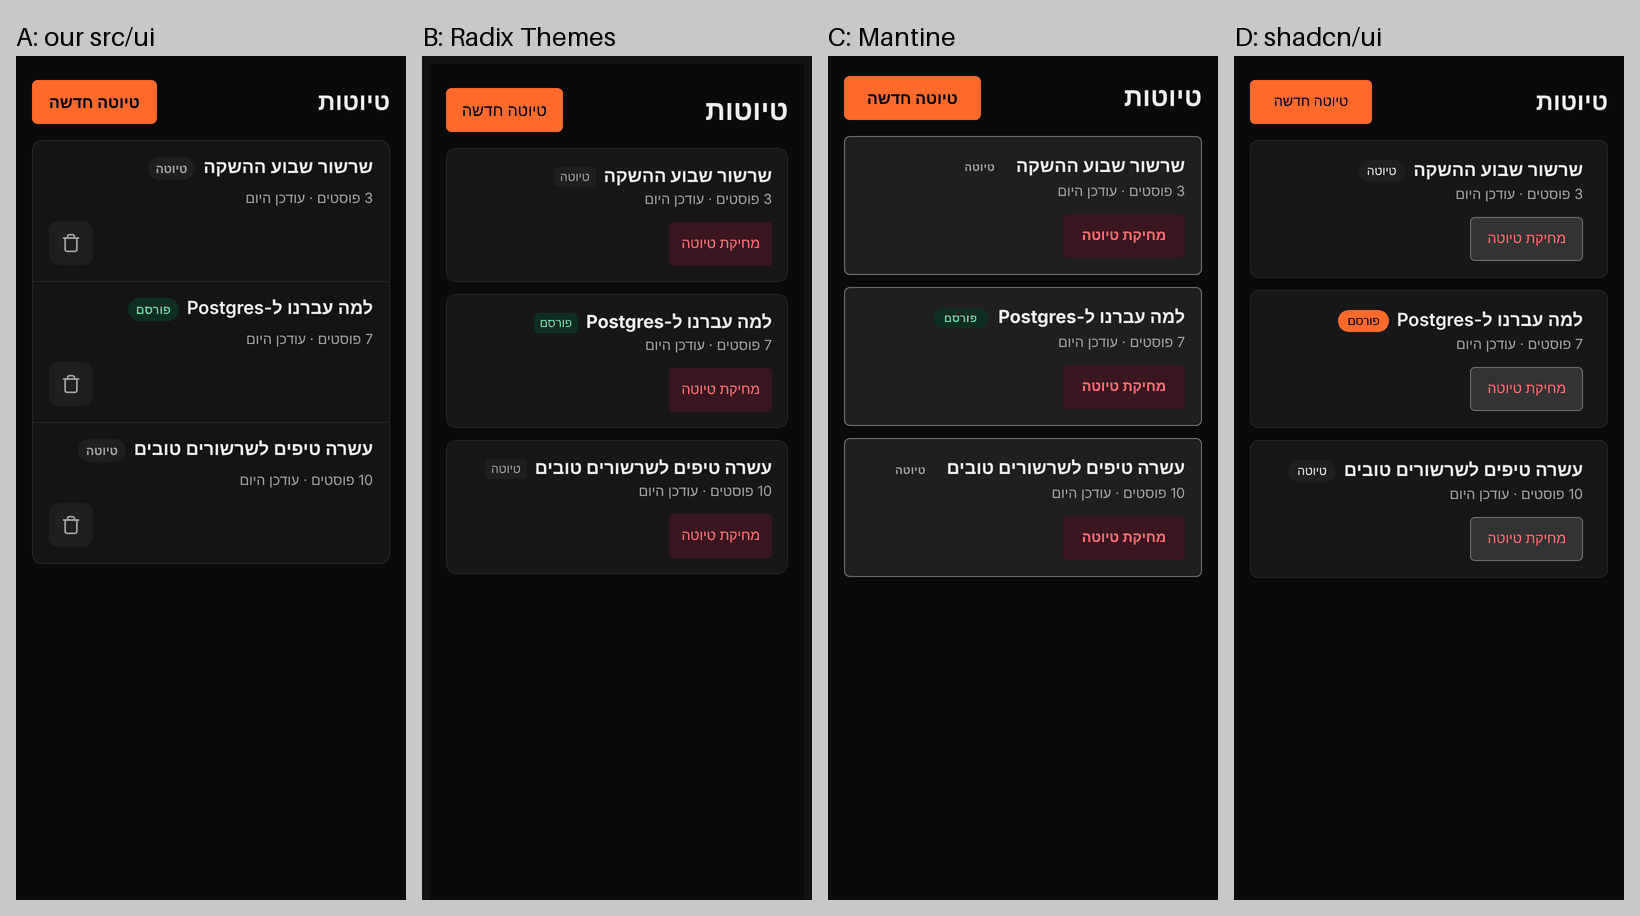 A: our src/ui
טיוטות
טיוטה חדשה
שרשור שבוע ההשקה טיוטה
3 פוסטים · עודכן היום
למה עברנו ל-Postgres פורסם
7 פוסטים · עודכן היום
עשרה טיפים לשרשורים טובים טיוטה
10 פוסטים · עודכן היום
B: Radix Themes
טיוטות
טיוטה חדשה
שרשור שבוע ההשקה טיוטה
3 פוסטים · עודכן היום
מחיקת טיוטה
למה עברנו ל-Postgres פורסם
7 פוסטים · עודכן היום
מחיקת טיוטה
עשרה טיפים לשרשורים טובים טיוטה
10 פוסטים · עודכן היום
מחיקת טיוטה
C: Mantine
טיוטות
טיוטה חדשה
שרשור שבוע ההשקה טיוטה
3 פוסטים · עודכן היום
מחיקת טיוטה
למה עברנו ל-Postgres פורסם
7 פוסטים · עודכן היום
מחיקת טיוטה
עשרה טיפים לשרשורים טובים טיוטה
10 פוסטים · עודכן היום
מחיקת טיוטה
D: shadcn/ui
טיוטות
טיוטה חדשה
שרשור שבוע ההשקה טיוטה
3 פוסטים · עודכן היום
מחיקת טיוטה
למה עברנו ל-Postgres פורסם
7 פוסטים · עודכן היום
מחיקת טיוטה
עשרה טיפים לשרשורים טובים טיוטה
10 פוסטים · עודכן היום
מחיקת טיוטה